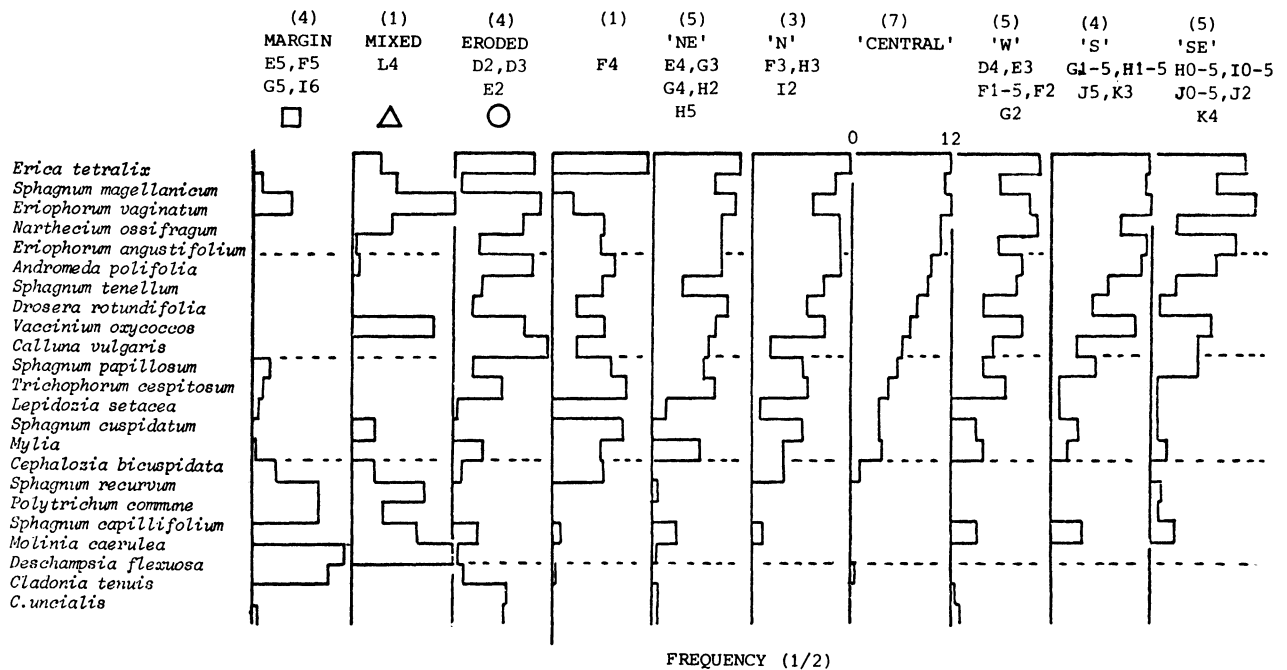 (4) (1) (4) (1) (5) (3) (7) (5) (4) (5)
MARGIN MIXED ERODED 'NE' 'N' 'CENTRAL' 'W' 'S' 'SE'
E5,F5 L4 D2,D3 F4 E4,G3 F3,H3 D4,E3 G1-5,H1-5 H0-5,I0-5
G5,I6 E2 G4,H2 I2 F1-5,F2 J5,K3 J0-5,J2
H5 G2 K4
0 12
Erica tetralix
Sphagnum magellanicum
Eriophorum vaginatum
Narthecium ossifragum
Eriophorum angustifolium
Andromeda polifolia
Sphagnum tenellum
Drosera rotundifolia
Vaccinium oxycoccos
Calluna vulgaris
Sphagnum papillosum
Trichophorum cespitosum
Lepidozia setacea
Sphagnum cuspidatum
Mylia
Cephalozia bicuspidata
Sphagnum recurvum
Polytrichum commune
Sphagnum capillifolium
Molinia caerulea
Deschampsia flexuosa
Cladonia tenuis
C.uncialis
FREQUENCY (1/2)